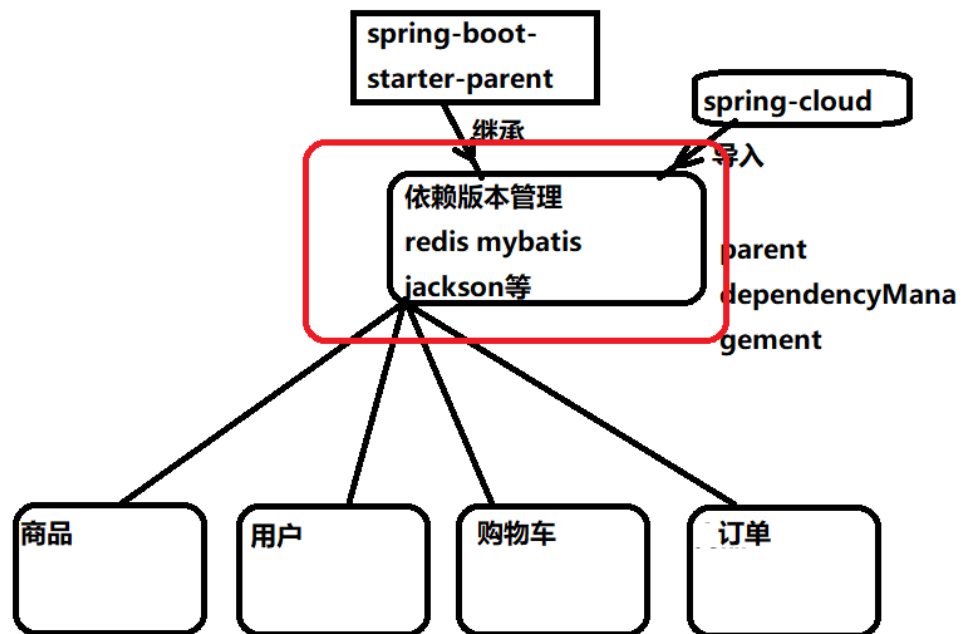 spring-boot-
starter-parent
spring-cloud
继承
导入
依赖版本管理
redis mybatis
jackson等
parent
dependencyMana
gement
商品
用户
购物车
订单